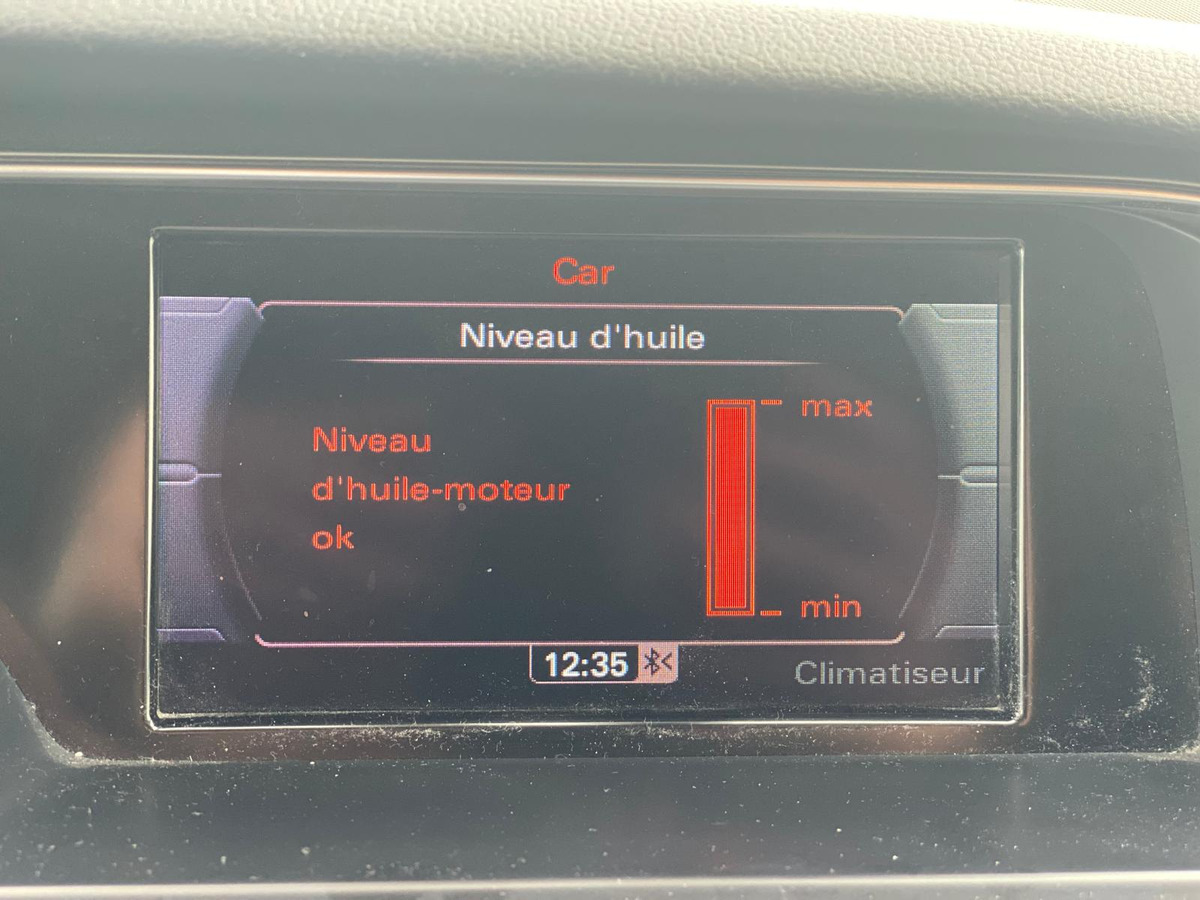 Car
Niveau d'huile
max
Niveau
d'huile-moteur
ok
min
12:35
Climatiseur